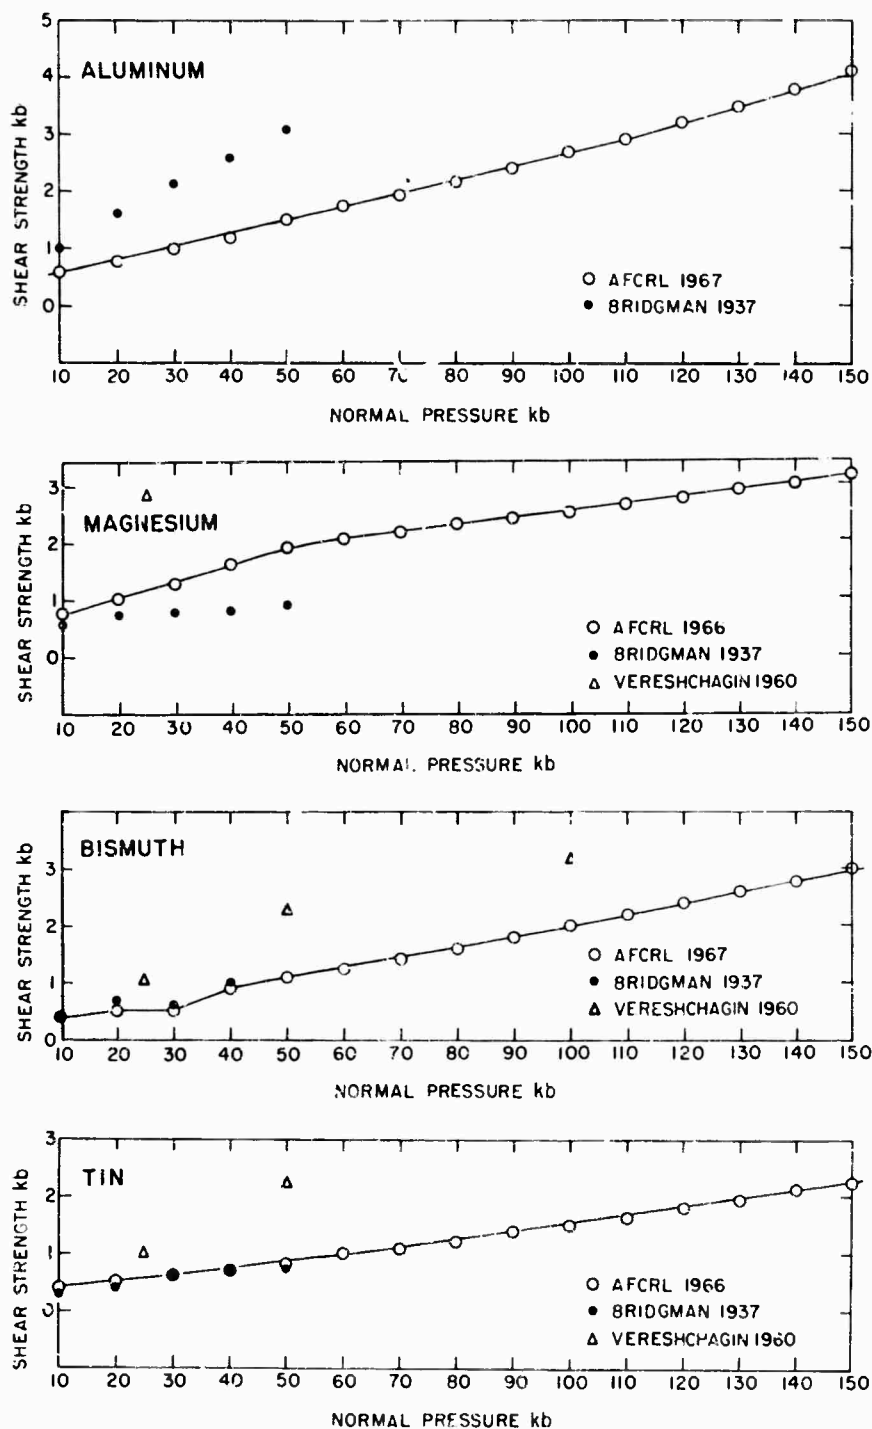 5
4
3
2
1
0
SHEAR STRENGTH kb
ALUMINUM
O AFCRL 1967
● BRIDGMAN 1937
10 20 30 40 50 60 80 90 100 110 120 130 140 150
NORMAL PRESSURE kb
3
2
1
0
SHEAR STRENGTH kb
MAGNESIUM
O AFCRL 1966
● BRIDGMAN 1937
△ VERESHCHAGIN 1960
10 20 30 40 50 60 70 80 90 100 110 120 130 140 150
NORMAL PRESSURE kb
3
2
1
0
SHEAR STRENGTH kb
BISMUTH
O AFCRL 1967
● BRIDGMAN 1937
△ VERESHCHAGIN 1960
10 20 30 40 50 60 70 80 90 100 110 120 130 140 150
NORMAL PRESSURE kb
3
2
1
0
0
SHEAR STRENGTH kb
TIN
O AFCRL 1966
● BRIDGMAN 1937
△ VERESHCHAGIN 1960
10 20 30 40 50 60 70 80 90 100 110 120 130 140 150
NORMAL PRESSURE kb